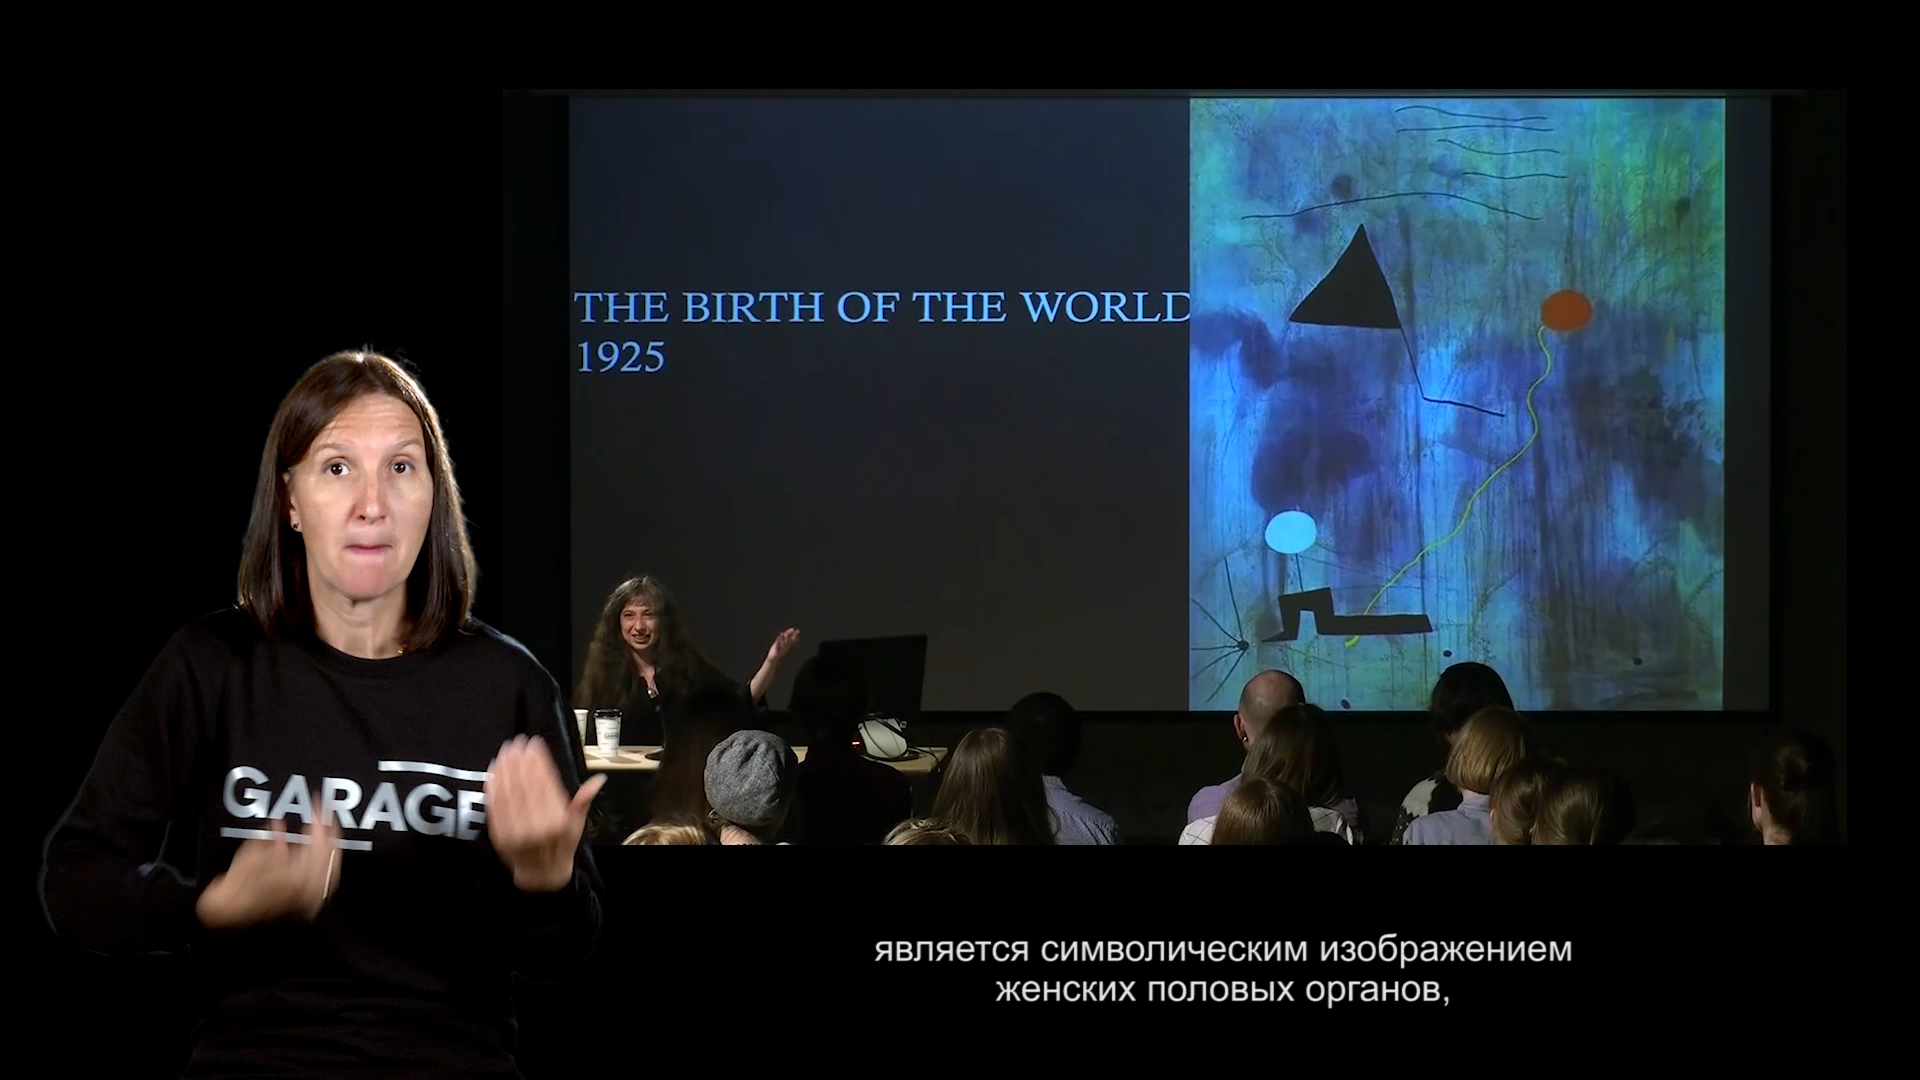 THE BIRTH OF THE WORLD
1925
GARAGE
является символическим изображением
женских половых органов,